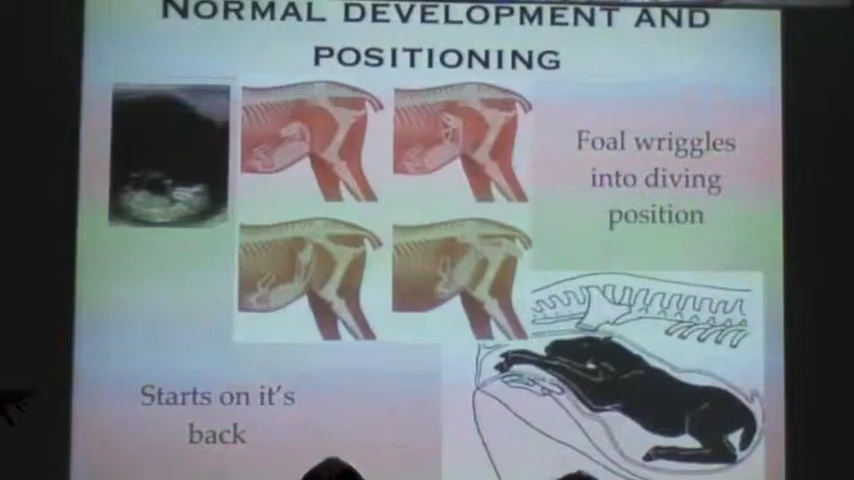 NORMAL DEVELOPMENT AND
POSITIONING
Foal wriggles
into diving
position
Starts on it's
back